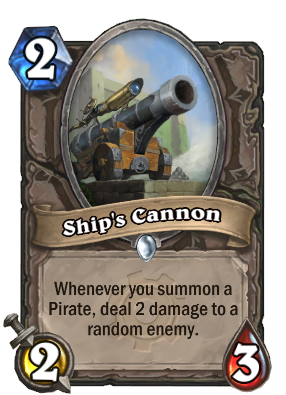 2
Ship's Cannon
Whenever you summon a
Pirate, deal 2 damage to a
random enemy.
2
3